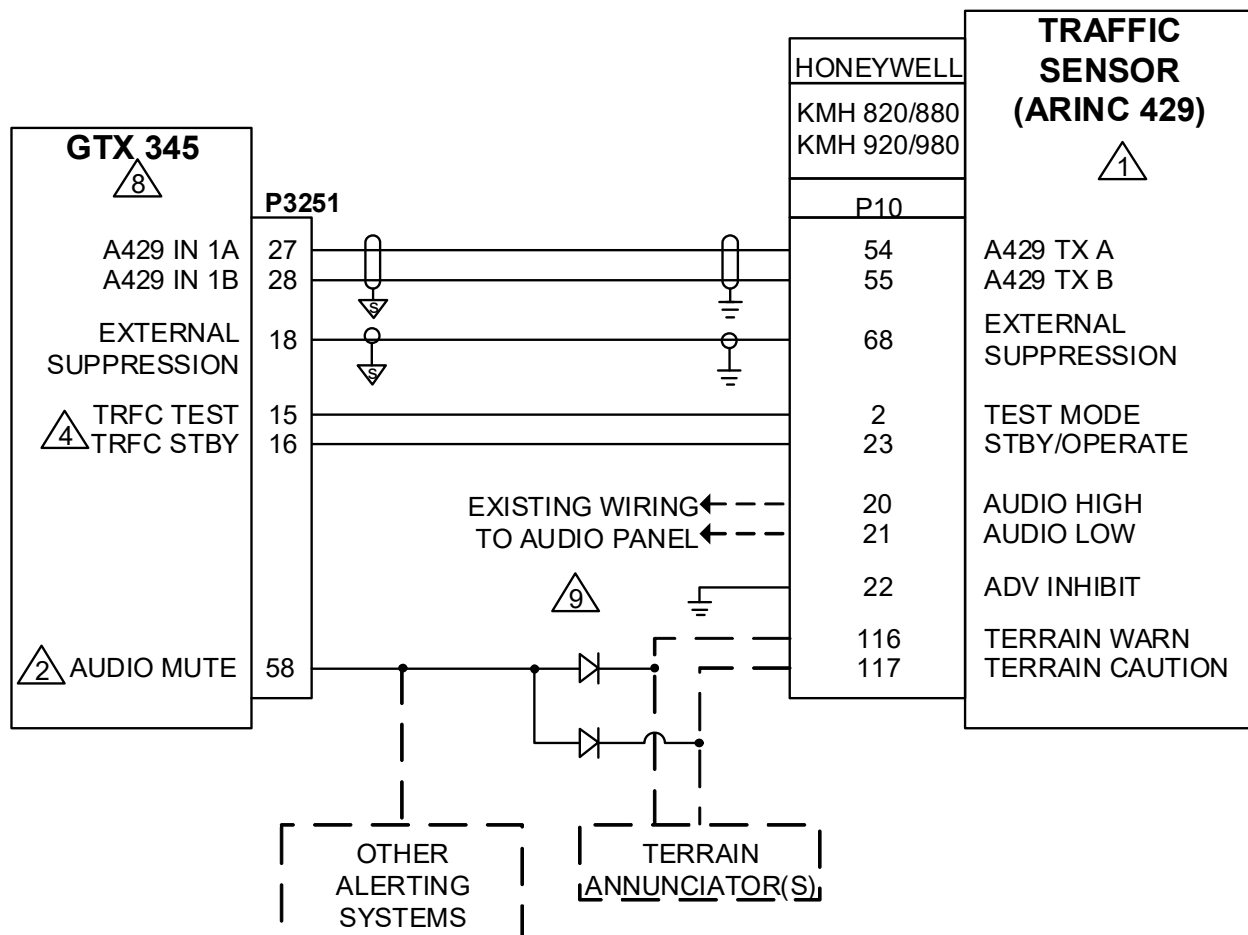 TRAFFIC
SENSOR
(ARINC 429)
1
HONEYWELL
KMH 820/880
KMH 920/980
P10
GTX 345
8
P3251
A429 IN 1A 27
A429 IN 1B 28
EXTERNAL
SUPPRESSION 18
4 TRFC TEST 15
TRFC STBY 16
2 AUDIO MUTE 58
S
S
54 A429 TX A
55 A429 TX B
68 EXTERNAL
SUPPRESSION
2 TEST MODE
23 STBY/OPERATE
EXISTING WIRING
TO AUDIO PANEL
20 AUDIO HIGH
21 AUDIO LOW
9
22 ADV INHIBIT
116 TERRAIN WARN
117 TERRAIN CAUTION
OTHER
ALERTING
SYSTEMS
TERRAIN
ANNUNCIATOR(S)